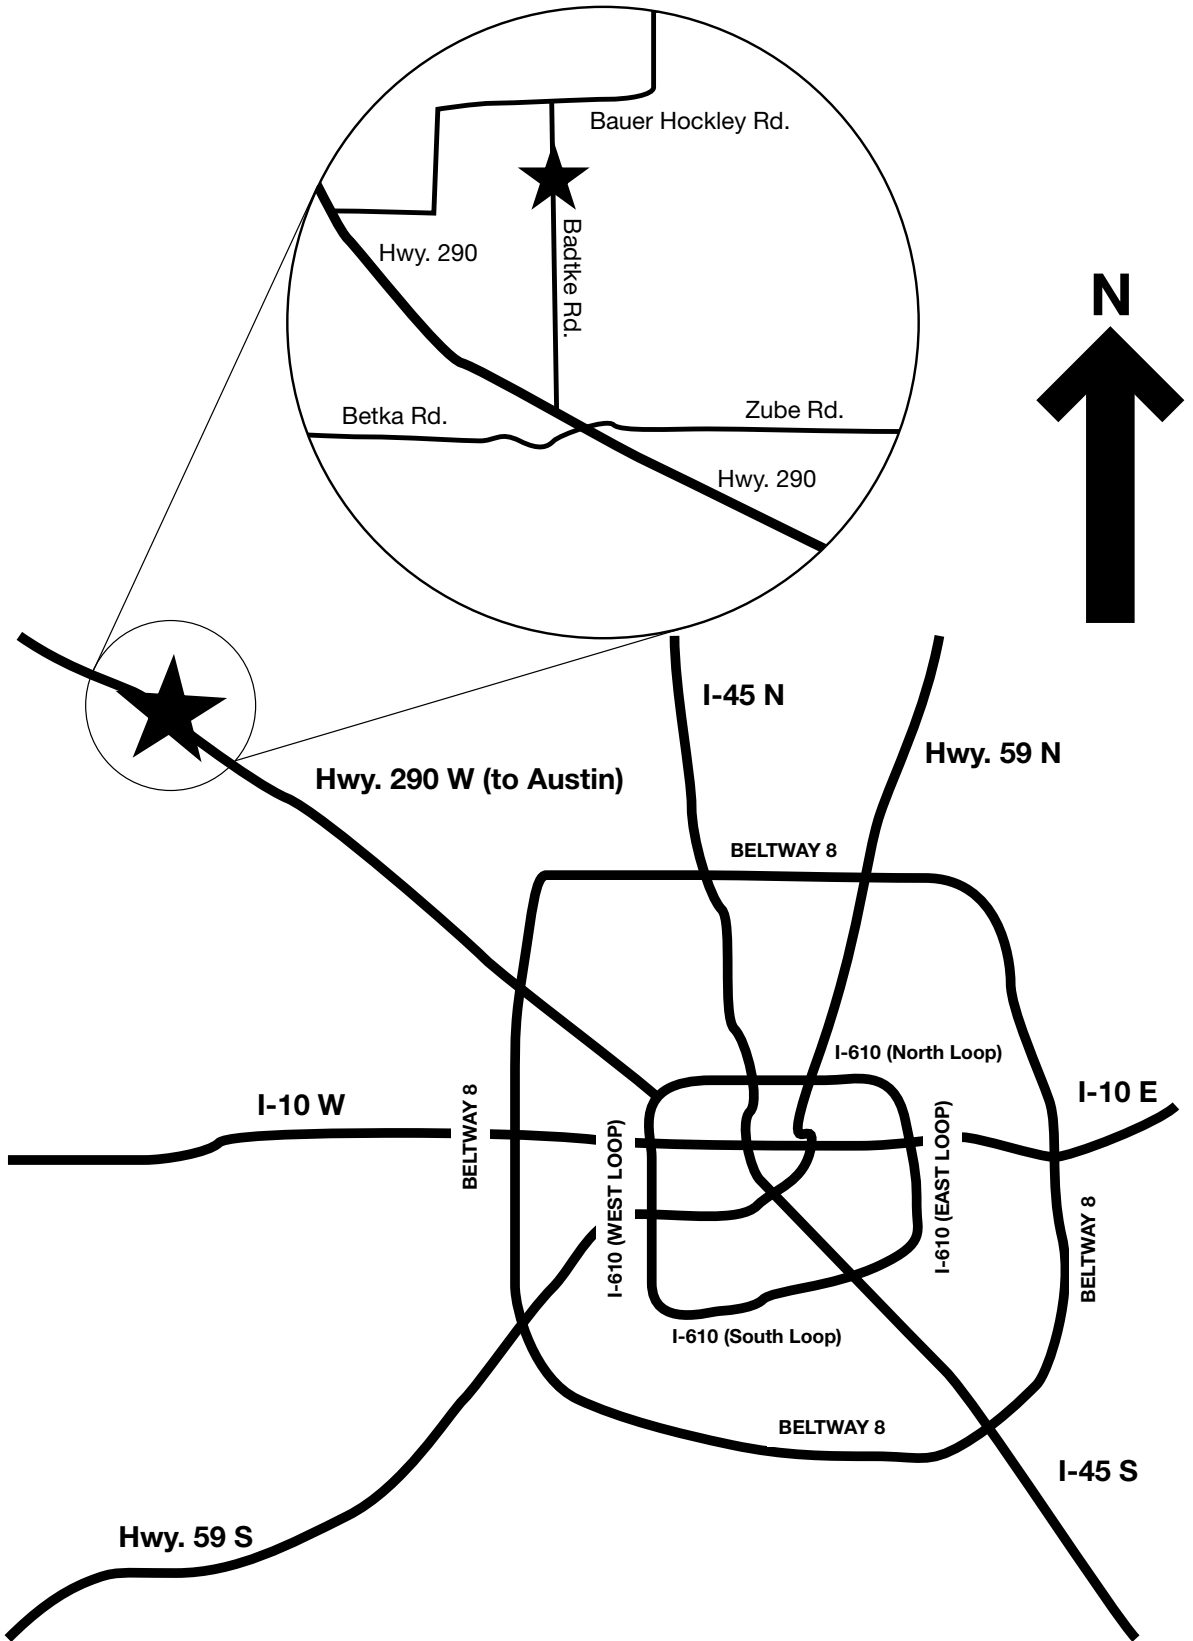 Bauer Hockley Rd.
Hwy. 290
Badtke Rd.
N
Betka Rd.
Zube Rd.
Hwy. 290
I-45 N
Hwy. 59 N
Hwy. 290 W (to Austin)
BELTWAY 8
I-610 (North Loop)
I-10 W
I-10 E
BELTWAY 8
I-610 (WEST LOOP)
I-610 (EAST LOOP)
BELTWAY 8
I-610 (South Loop)
BELTWAY 8
I-45 S
Hwy. 59 S